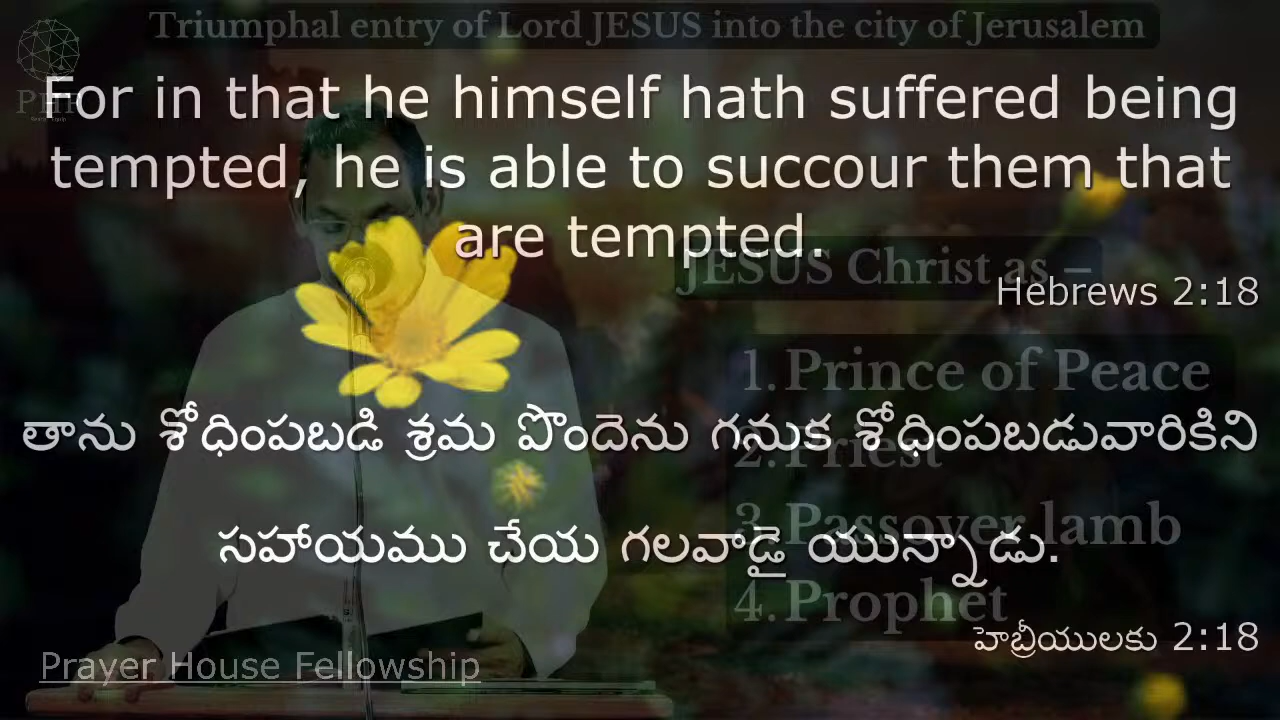 Triumphal entry of Lord JESUS into the city of Jerusalem
PHF
For in that he himself hath suffered being
tempted, he is able to succour them that
are tempted.
JESUS Christ as –
Hebrews 2:18
1. Prince of Peace
తాను శోధింపబడి శ్రమ పొందెను గనుక శోధింపబడువారికిని
2. Priest
3. Passover lamb
సహాయము చేయ గలవాడై యున్నాడు.
4. Prophet
హెబ్రీయులకు 2:18
Prayer House Fellowship